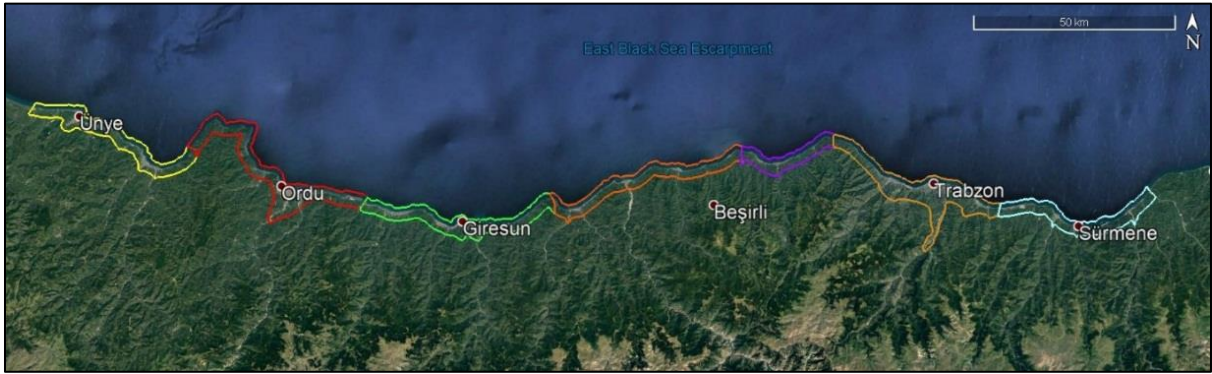 50 km
N
East Black Sea Escarpment
Ünye
Ordu
Giresun
Beşirli
Trabzon
Sürmene